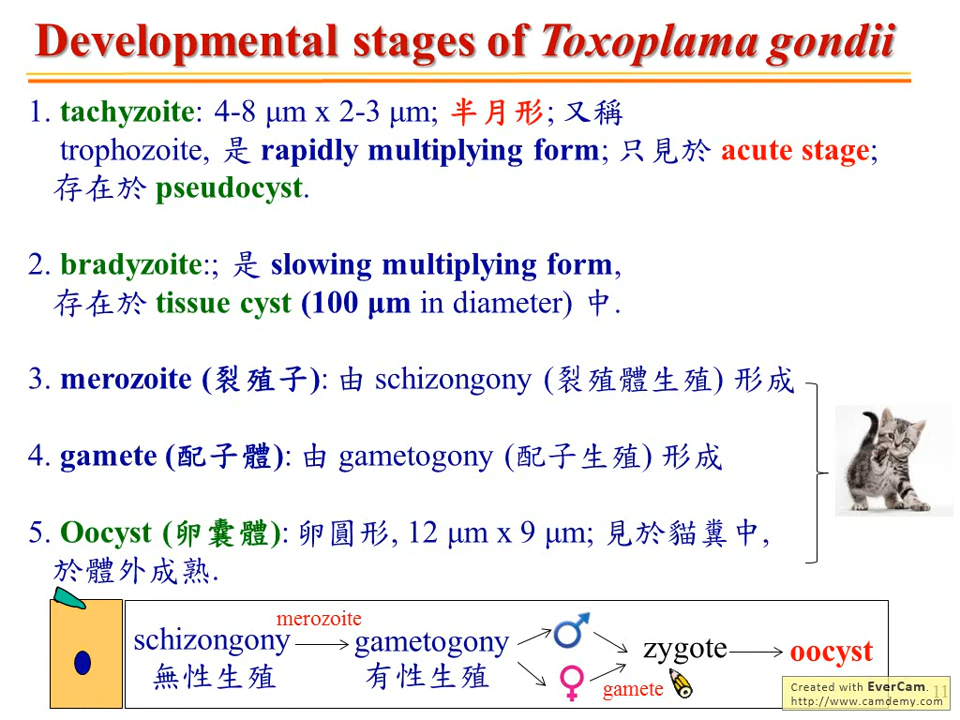 Developmental stages of Toxoplama gondii
1. tachyzoite: 4-8 μm x 2-3 μm; 半月形; 又稱
trophozoite, 是 rapidly multiplying form; 只見於 acute stage;
存在於 pseudocyst.
2. bradyzoite:; 是 slowing multiplying form,
存在於 tissue cyst (100 μm in diameter) 中.
3. merozoite (裂殖子): 由 schizongony (裂殖體生殖) 形成
4. gamete (配子體): 由 gametogony (配子生殖) 形成
5. Oocyst (卵囊體): 卵圓形, 12 μm x 9 μm; 見於貓糞中,
於體外成熟.
merozoite
schizongony gametogony ♂ zygote oocyst
無性生殖 有性生殖 ♀ gamete
Created with EverCam. 11
http://www.camdemy.com